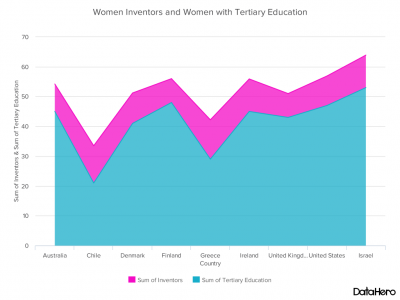 Women Inventors and Women with Tertiary Education
Sum of Inventors & Sum of Tertiary Education
70
60
50
40
30
20
10
0
Australia Chile Denmark Finland Greece Ireland United Kingd... United States Israel
Country
Sum of Inventors Sum of Tertiary Education
DataHero